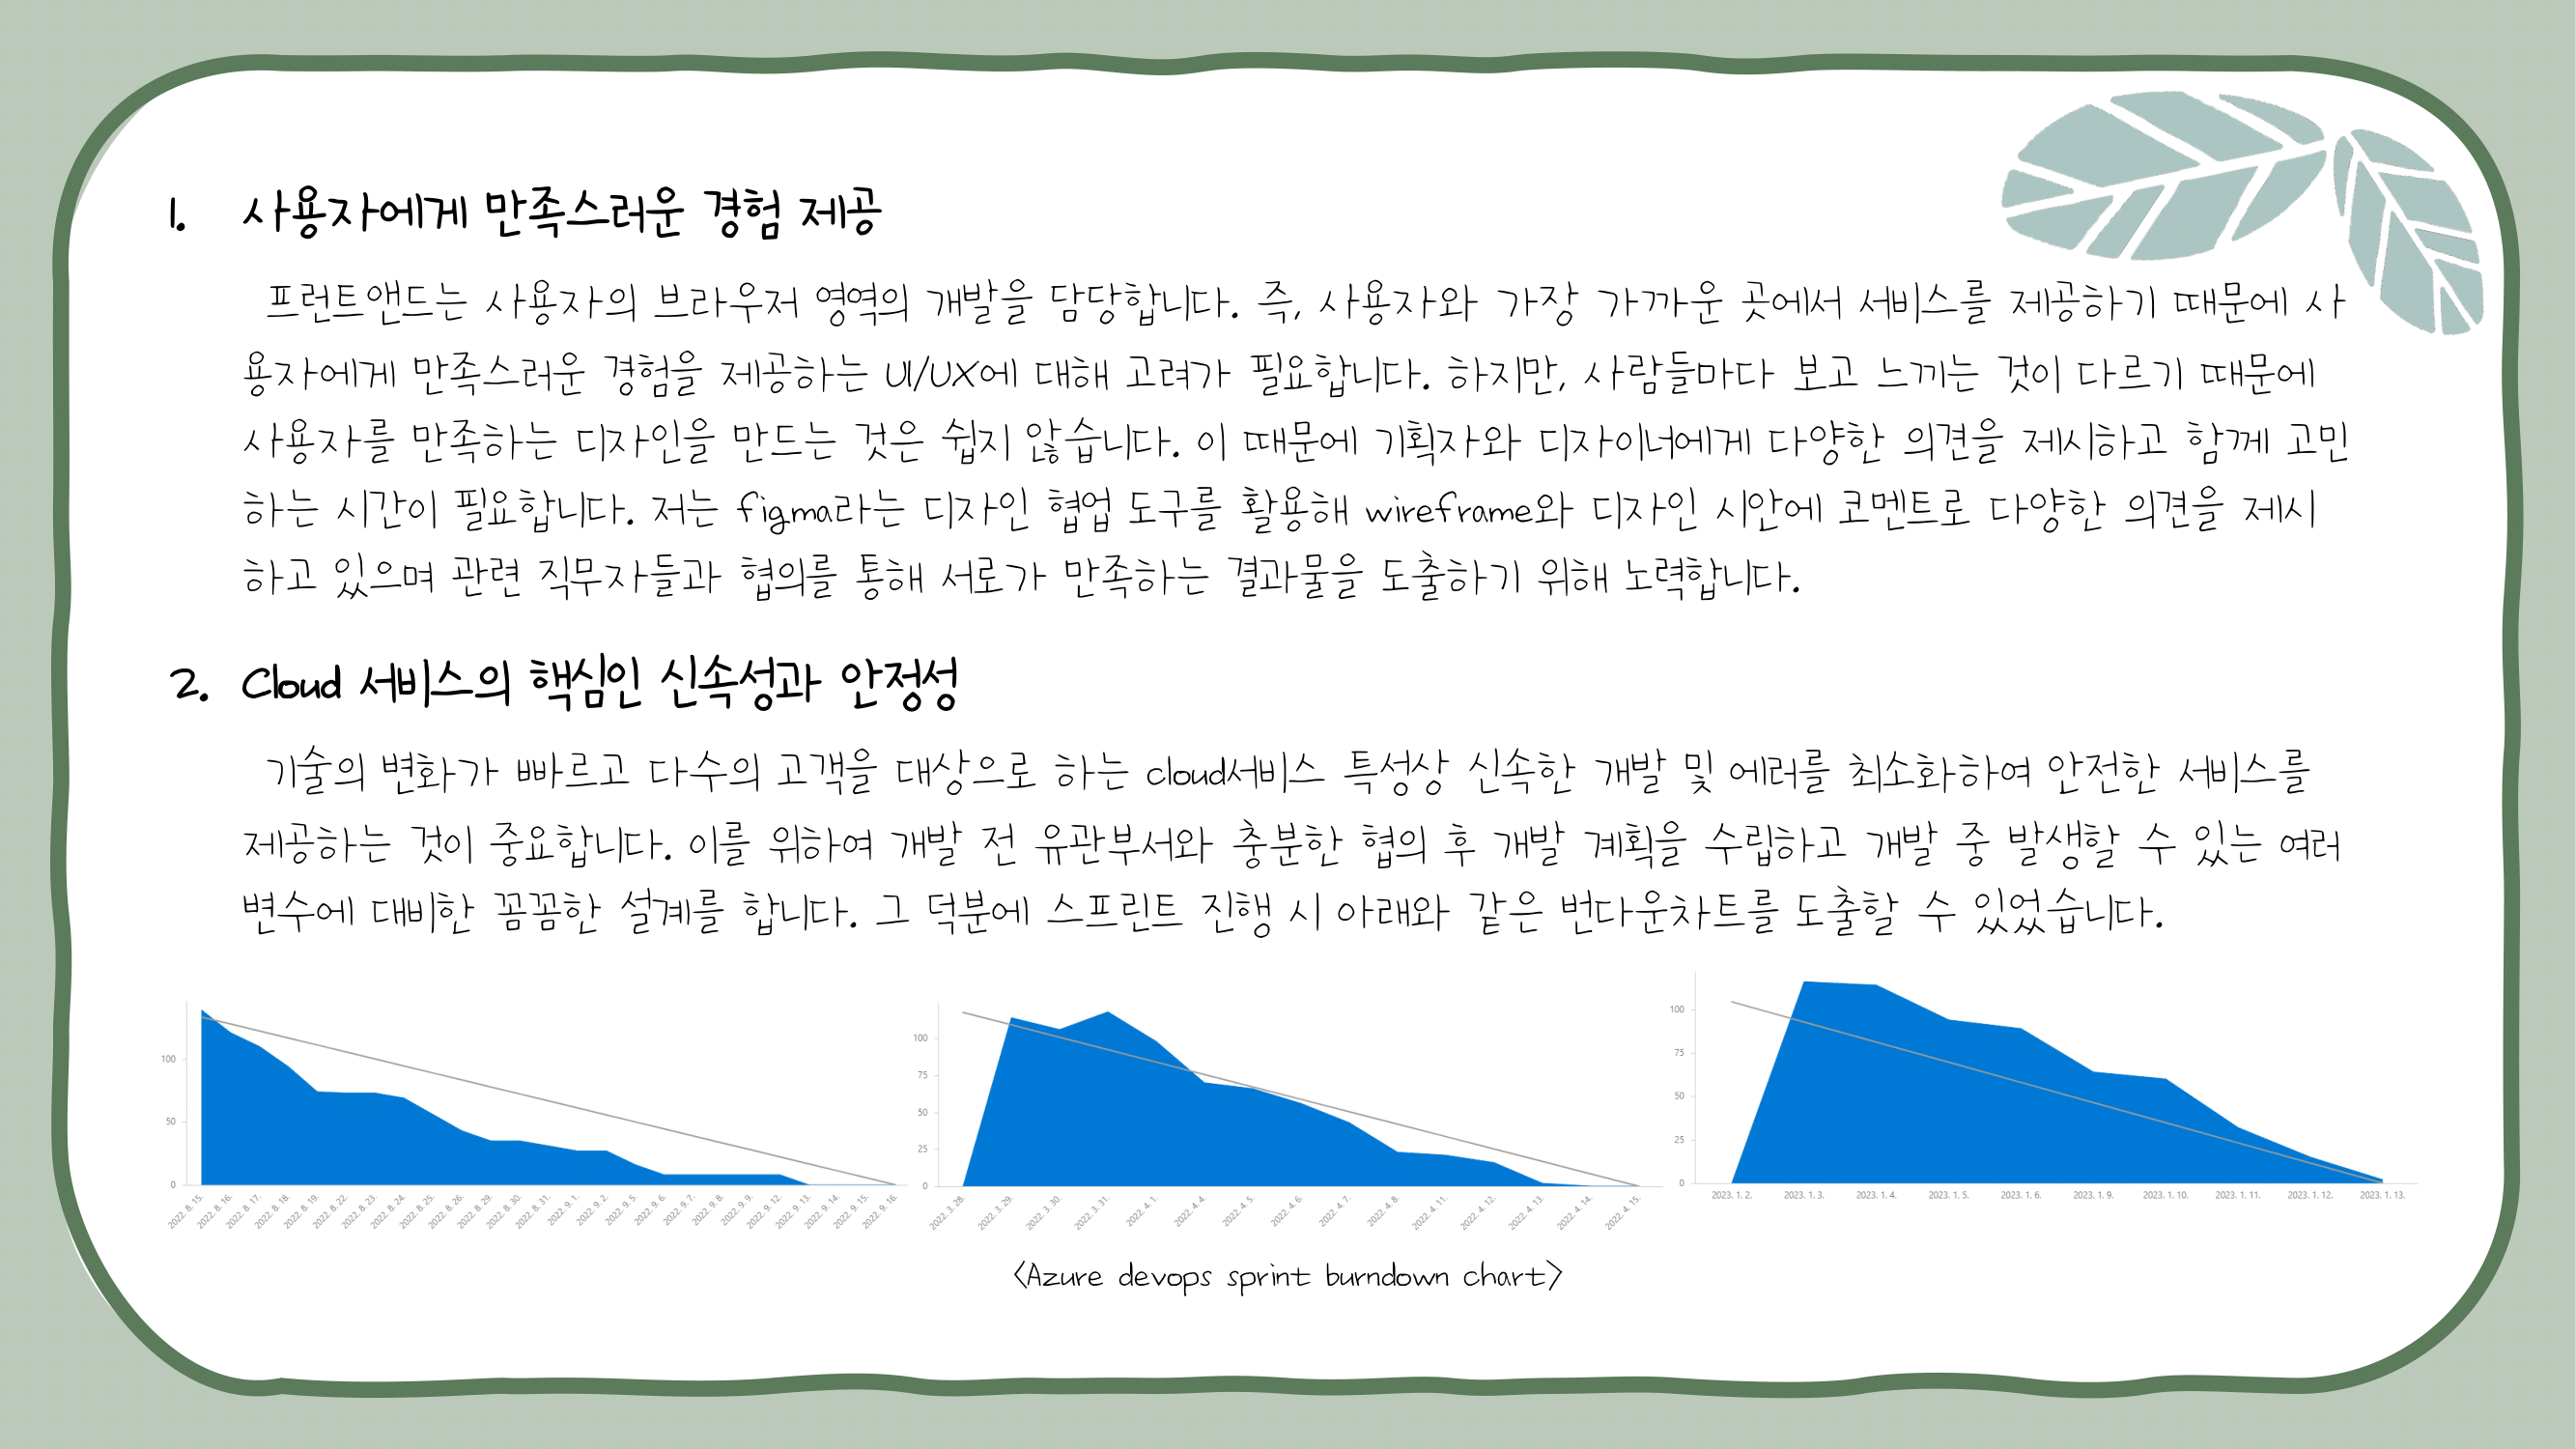 1. 사용자에게 만족스러운 경험 제공
프런트앤드는 사용자의 브라우저 영역의 개발을 담당합니다. 즉, 사용자와 가장 가까운 곳에서 서비스를 제공하기 때문에 사
용자에게 만족스러운 경험을 제공하는 UI/UX에 대해 고려가 필요합니다. 하지만, 사람들마다 보고 느끼는 것이 다르기 때문에
사용자를 만족하는 디자인을 만드는 것은 쉽지 않습니다. 이 때문에 기획자와 디자이너에게 다양한 의견을 제시하고 함께 고민
하는 시간이 필요합니다. 저는 figma라는 디자인 협업 도구를 활용해 wireframe와 디자인 시안에 코멘트로 다양한 의견을 제시
하고 있으며 관련 직무자들과 협의를 통해 서로가 만족하는 결과물을 도출하기 위해 노력합니다.
2. Cloud 서비스의 핵심인 신속성과 안정성
기술의 변화가 빠르고 다수의 고객을 대상으로 하는 cloud서비스 특성상 신속한 개발 및 에러를 최소화하여 안전한 서비스를
제공하는 것이 중요합니다. 이를 위하여 개발 전 유관부서와 충분한 협의 후 개발 계획을 수립하고 개발 중 발생할 수 있는 여러
변수에 대비한 꼼꼼한 설계를 합니다. 그 덕분에 스프린트 진행 시 아래와 같은 번다운차트를 도출할 수 있었습니다.
100
50
0
2022. 8. 15. 2022. 8. 16. 2022. 8. 17. 2022. 8. 18. 2022. 8. 19. 2022. 8. 22. 2022. 8. 23. 2022. 8. 24. 2022. 8. 25. 2022. 8. 26. 2022. 8. 29. 2022. 8. 30. 2022. 8. 31. 2022. 9. 1. 2022. 9. 2. 2022. 9. 5. 2022. 9. 6. 2022. 9. 7. 2022. 9. 8. 2022. 9. 9. 2022. 9. 12. 2022. 9. 13. 2022. 9. 14. 2022. 9. 15. 2022. 9. 16.
100
75
50
25
0
2022. 3. 28. 2022. 3. 29. 2022. 3. 30. 2022. 3. 31. 2022. 4. 1. 2022. 4. 4. 2022. 4. 5. 2022. 4. 6. 2022. 4. 7. 2022. 4. 8. 2022. 4. 11. 2022. 4. 12. 2022. 4. 13. 2022. 4. 14. 2022. 4. 15.
100
75
50
25
0
2023. 1. 2. 2023. 1. 3. 2023. 1. 4. 2023. 1. 5. 2023. 1. 6. 2023. 1. 9. 2023. 1. 10. 2023. 1. 11. 2023. 1. 12. 2023. 1. 13.
<Azure devops sprint burndown chart>